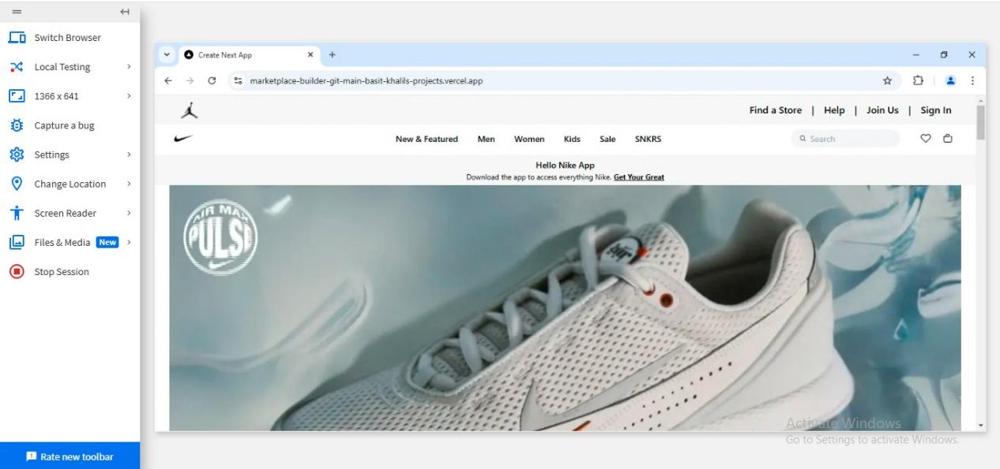 Switch Browser
Local Testing
1366 x 641
Capture a bug
Settings
Change Location
Screen Reader
Files & Media New
Stop Session
Rate new toolbar
Create Next App
marketplace-builder-git-main-basit-khalils-projects.vercel.app
Find a Store | Help | Join Us | Sign In
New & Featured Men Women Kids Sale SNKRS
Search
Hello Nike App
Download the app to access everything Nike. Get Your Great
AIR MAX
PULSE
air
Activate Windows
Go to Settings to activate Windows.